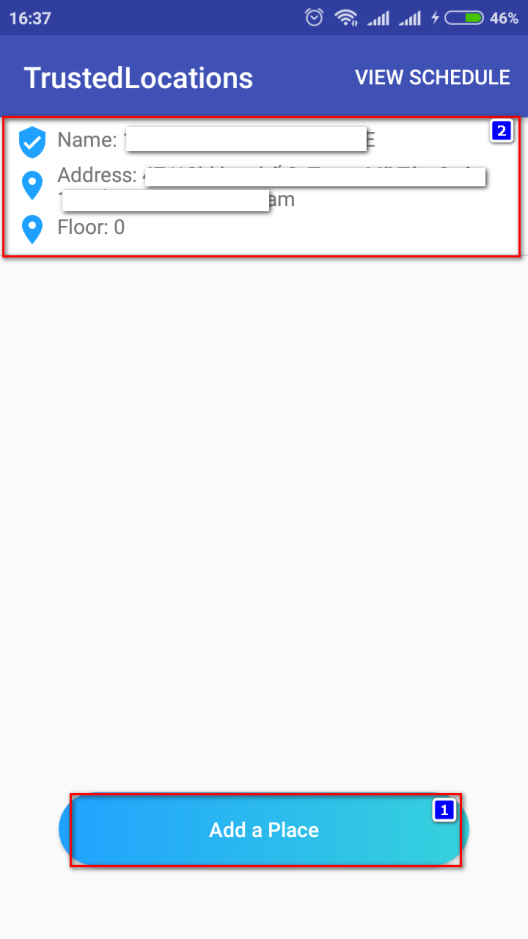 16:37 46%
TrustedLocations VIEW SCHEDULE
2
Name:
Address:
am
Floor: 0
1
Add a Place